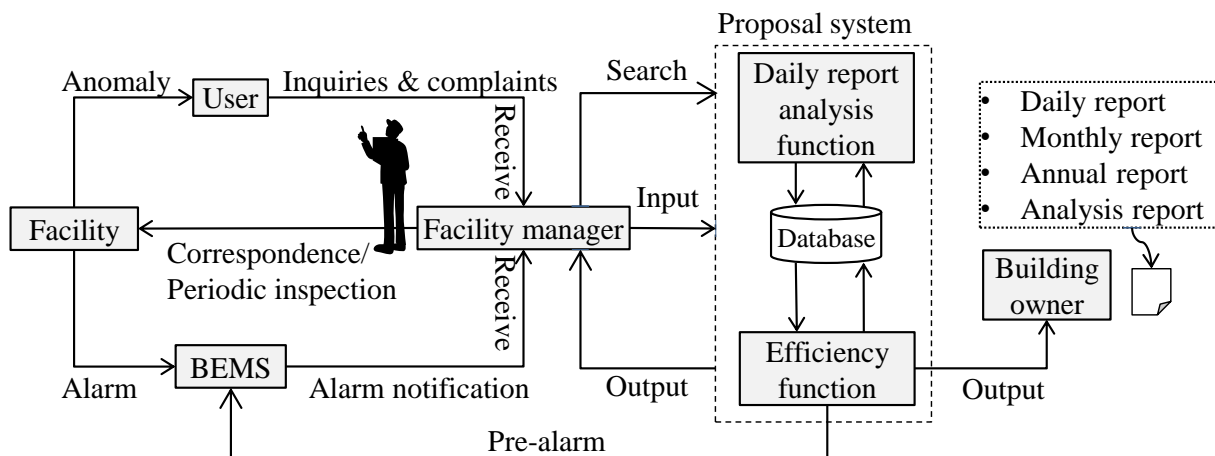 Proposal system
Anomaly
User
Inquiries & complaints
Search
Daily report
analysis
function
• Daily report
• Monthly report
• Annual report
• Analysis report
Receive
Facility
Correspondence/
Periodic inspection
Facility manager
Input
Database
Receive
Building
owner
Alarm
BEMS
Alarm notification
Output
Efficiency
function
Output
Pre-alarm